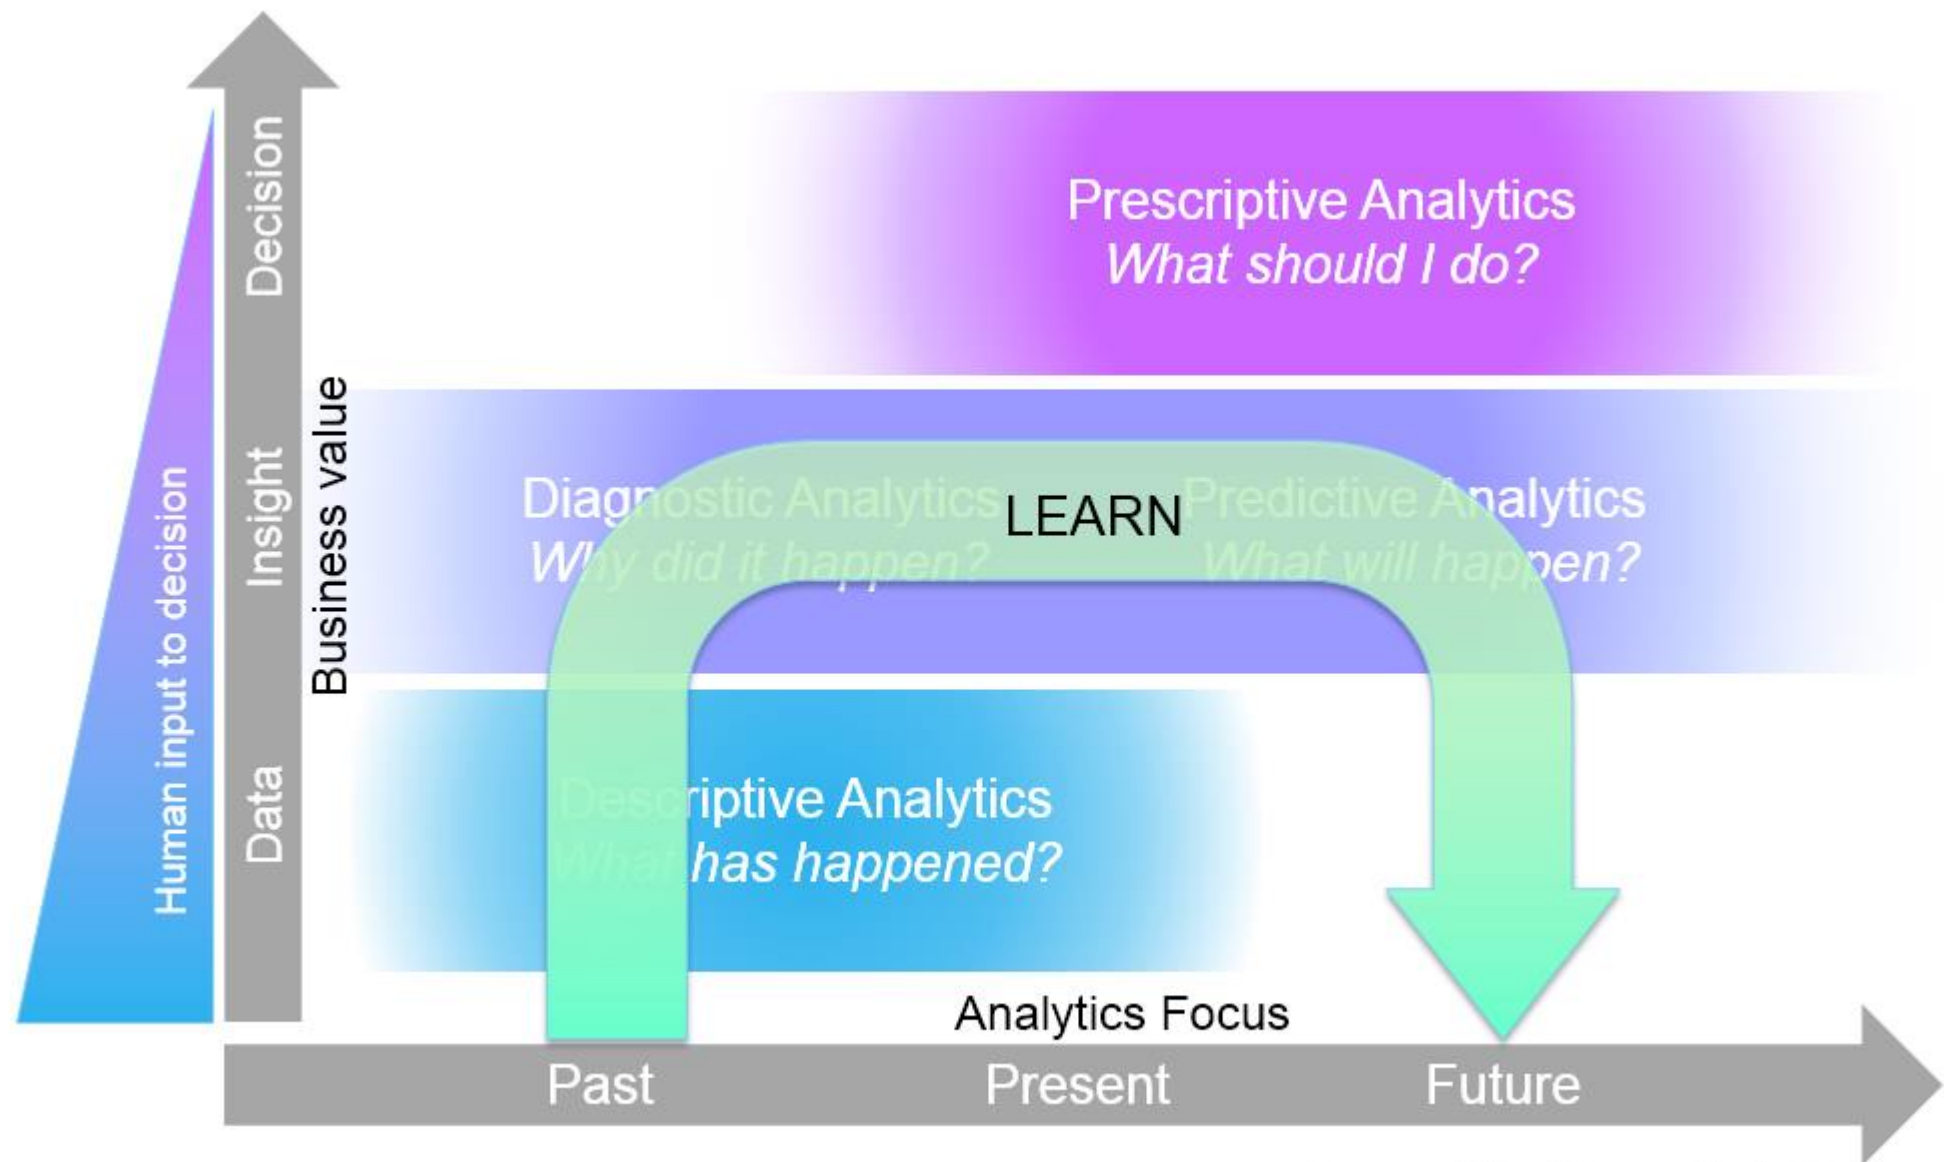 Decision
Insight
Data
Human input to decision
Business value
Prescriptive Analytics
What should I do?
Diagnostic Analytics
Why did it happen?
LEARN
Predictive Analytics
What will happen?
Descriptive Analytics
What has happened?
Analytics Focus
Past
Present
Future